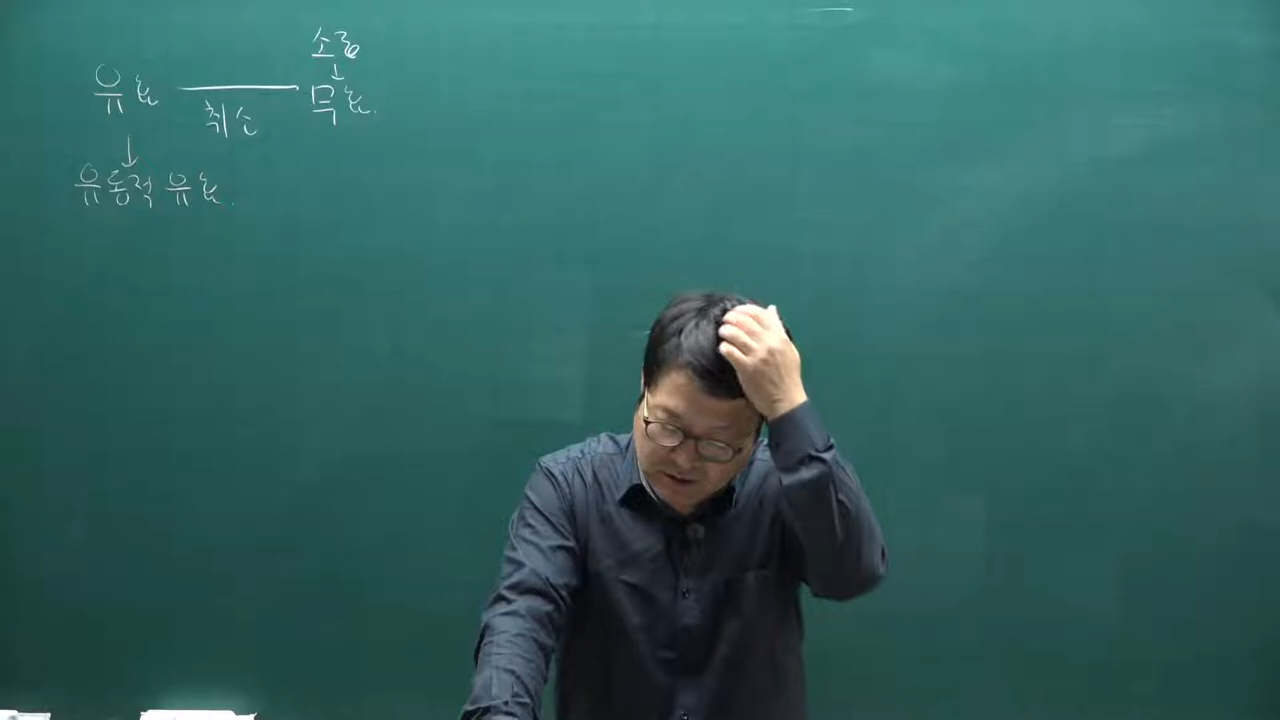 소급
↓
유효 ─── 무효.
취소
↓
유동적 유효.